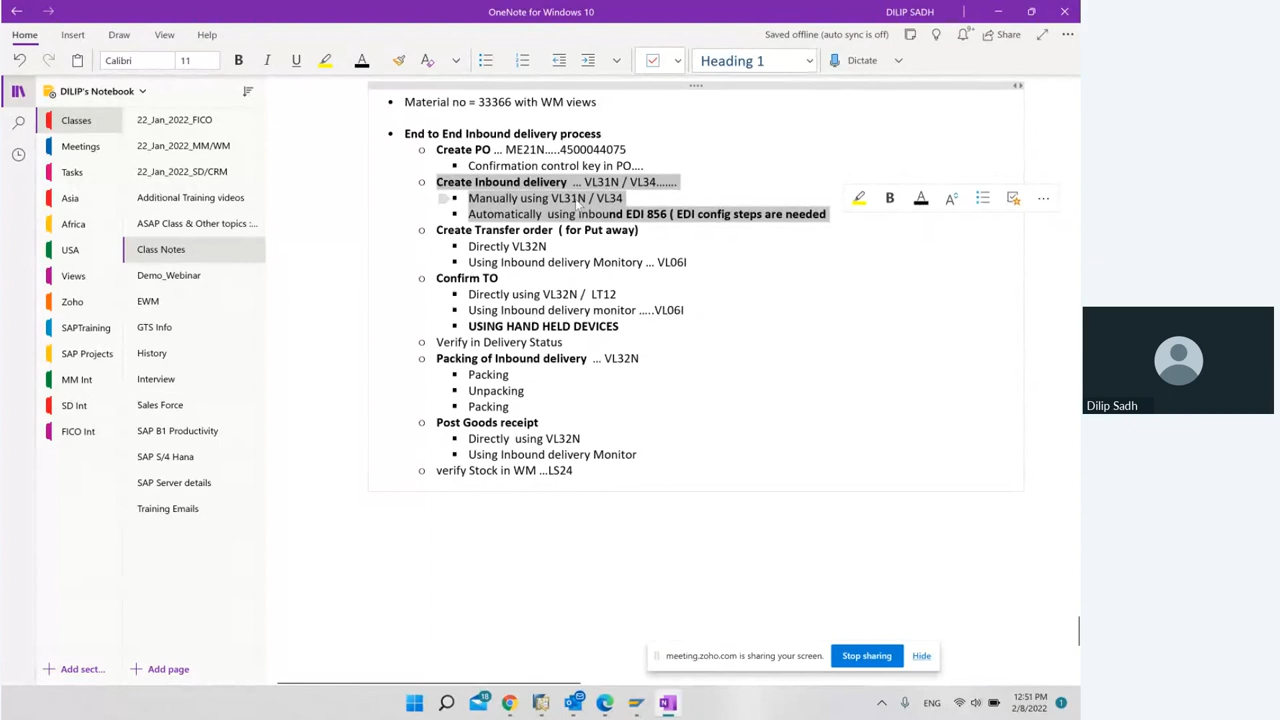 OneNote for Windows 10
DILIP SADH
Home
Insert
Draw
View
Help
Saved offline (auto sync is off)
Share
Calibri
11
B
I
U
A
Heading 1
Dictate
DILIP's Notebook
Classes
Meetings
Tasks
Asia
Africa
USA
Views
Zoho
SAPTraining
SAP Projects
MM Int
SD Int
FICO Int
Add sect...
22_Jan_2022_FICO
22_Jan_2022_MM/WM
22_Jan_2022_SD/CRM
Additional Training videos
ASAP Class & Other topics :...
Class Notes
Demo_Webinar
EWM
GTS Info
History
Interview
Sales Force
SAP B1 Productivity
SAP S/4 Hana
SAP Server details
Training Emails
Add page
• Material no = 33366 with WM views
• End to End Inbound delivery process
○ Create PO ... ME21N.....4500044075
▪ Confirmation control key in PO....
○ Create Inbound delivery ... VL31N / VL34.......
▪ Manually using VL31N / VL34
▪ Automatically using inbound EDI 856 ( EDI config steps are needed
○ Create Transfer order ( for Put away)
▪ Directly VL32N
▪ Using Inbound delivery Monitory ... VL06I
○ Confirm TO
▪ Directly using VL32N / LT12
▪ Using Inbound delivery monitor .....VL06I
▪ USING HAND HELD DEVICES
○ Verify in Delivery Status
○ Packing of Inbound delivery ... VL32N
▪ Packing
▪ Unpacking
▪ Packing
○ Post Goods receipt
▪ Directly using VL32N
▪ Using Inbound delivery Monitor
○ verify Stock in WM ...LS24
B
A
A
Dilip Sadh
meeting.zoho.com is sharing your screen.
Stop sharing
Hide
18
ENG
12:51 PM
2/8/2022
1